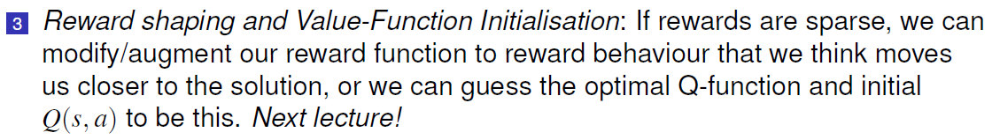 3 Reward shaping and Value-Function Initialisation: If rewards are sparse, we can
modify/augment our reward function to reward behaviour that we think moves
us closer to the solution, or we can guess the optimal Q-function and initial
Q(s, a) to be this. Next lecture!